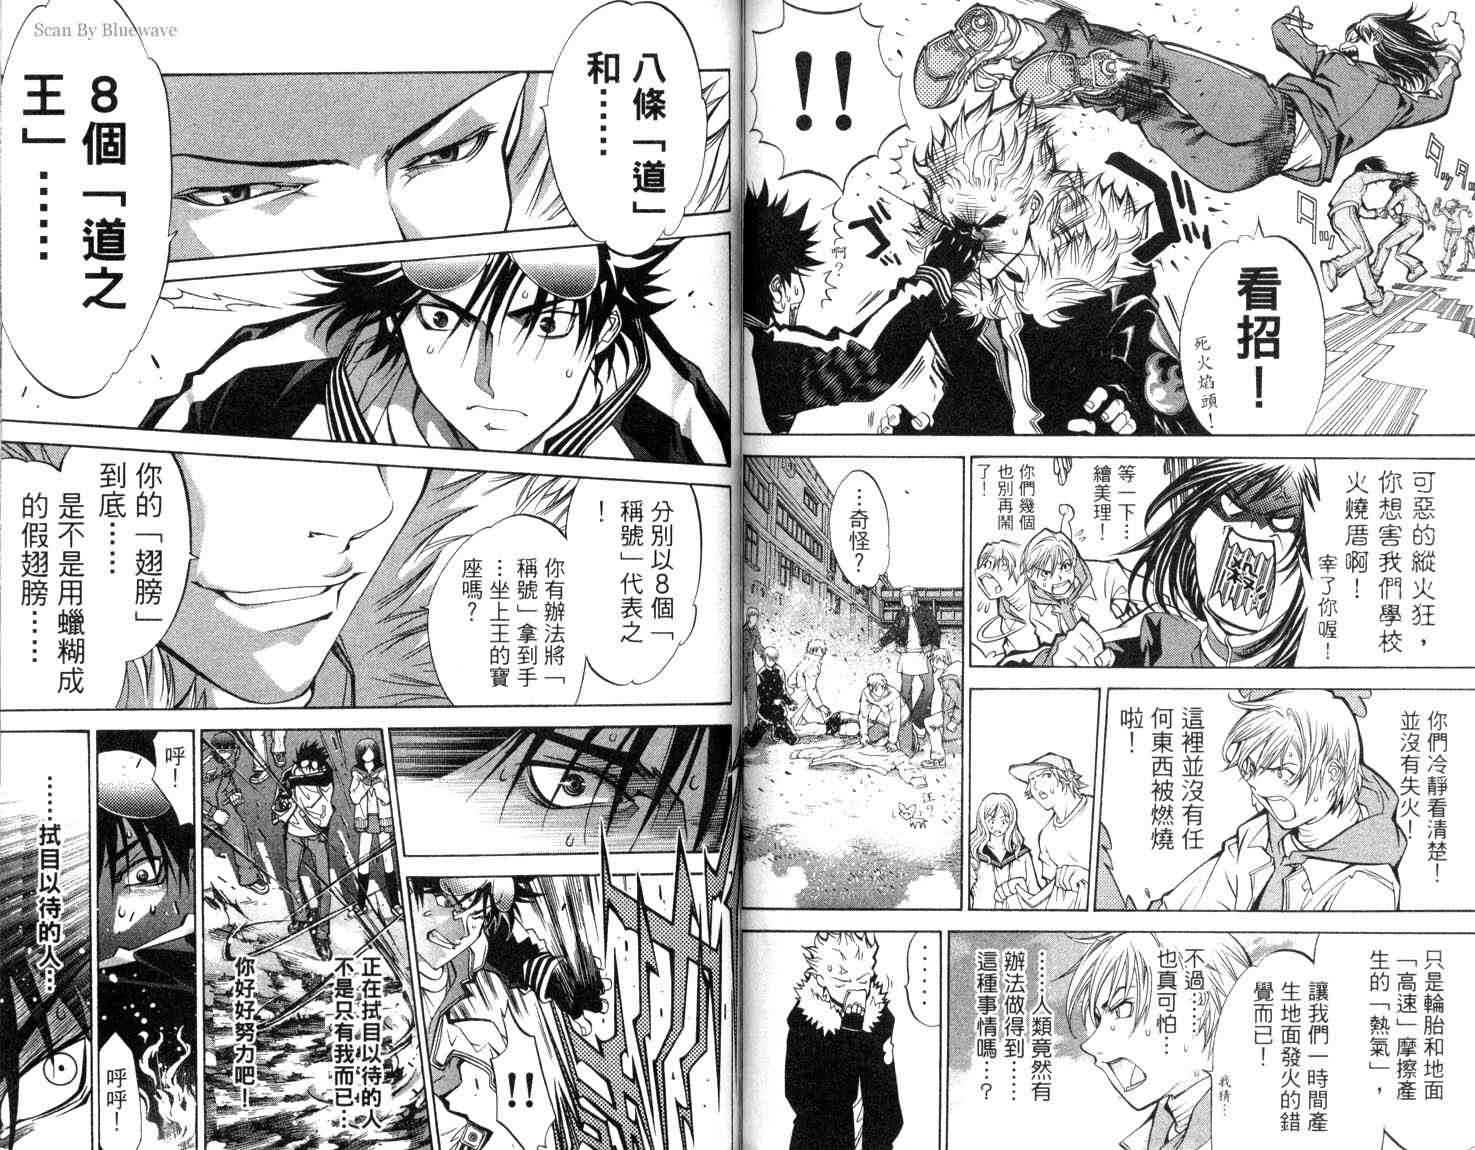 Scan By Bluewave
看招！
死火焰頭！
啊？
！！
可惡的縱火狂，
你想害我們學校
火燒厝啊！
宰了你喔！
殺！
等一下…
繪美理！
你們幾個
也別再鬧
了！
…奇怪？
你們冷靜看清楚！
並沒有失火！
這裡並沒有任
何東西被燃燒
啦！
汪？
只是輪胎和地面
「高速」摩擦產
生的「熱氣」，
讓我們一時間產
生地面發火的錯
覺而已！
我猜…
不過……
也真可怕…
……人類竟然有
辦法做得到……
這種事情嗎…？
……
八條「道」
和……
8個「道之
王」……
分別以8個「
稱號」代表之
！
你有辦法將「
稱號」拿到手
…坐上王的寶
座嗎？
你的「翅膀」
到底……
是不是用蠟糊成
的假翅膀……
！！
正在拭目以待的人
不是只有我而已…
你好好努力吧！
呼！
呼呼！
……拭目以待的人…